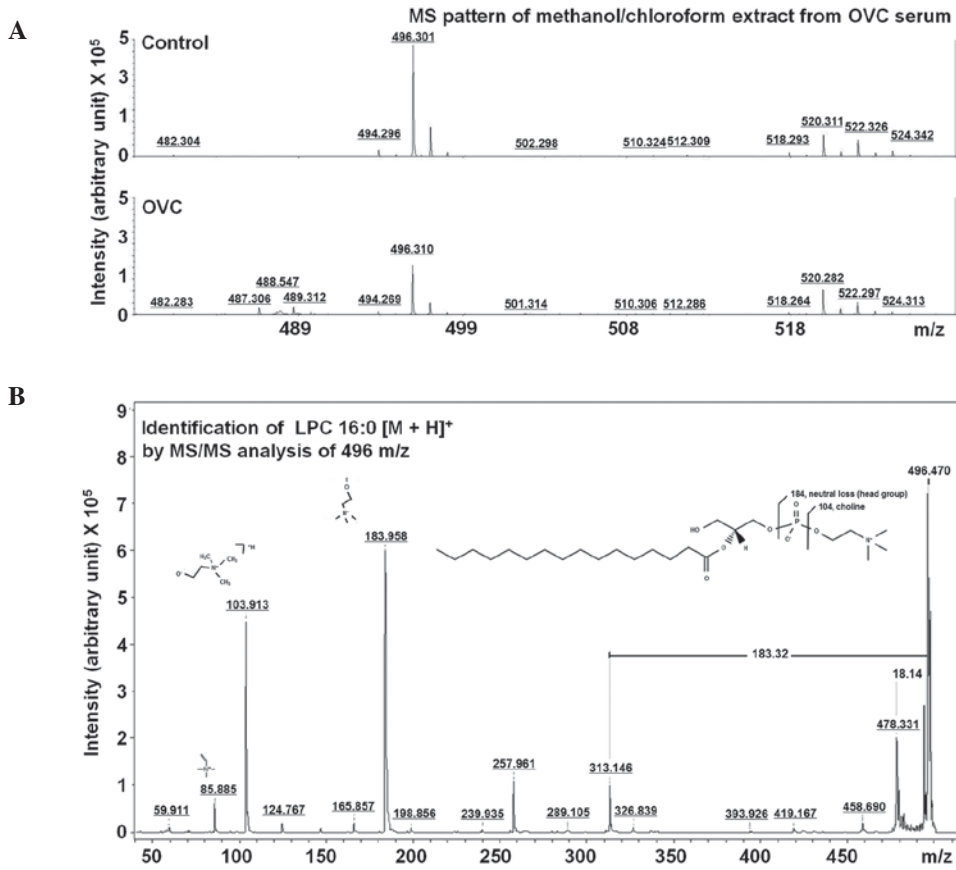 A
MS pattern of methanol/chloroform extract from OVC serum
Intensity (arbitrary unit) X 10⁵
5
3
1
0
Control
482.304
494.296
496.301
502.298
510.324
512.309
518.293
520.311
522.326
524.342
5
3
1
0
OVC
482.283
487.306
488.547
489.312
494.269
496.310
501.314
510.306
512.286
518.264
520.282
522.297
524.313
489
499
508
518
m/z
B
Intensity (arbitrary unit) X 10⁵
9
8
7
6
5
4
3
2
1
0
Identification of LPC 16:0 [M + H]⁺
by MS/MS analysis of 496 m/z
496.470
184, neutral loss (head group)
104, choline
HO
O
O
O
H
O
P
O⁻
O
N⁺
O
N⁺
183.958
H₃C
N⁺
CH₃
CH₃
O⁻
⁺H
103.913
183.32
18.14
478.331
N⁺
85.885
59.911
124.767
165.857
198.856
239.935
257.961
289.105
313.146
326.839
393.926
419.167
458.690
50
100
150
200
250
300
350
400
450
m/z